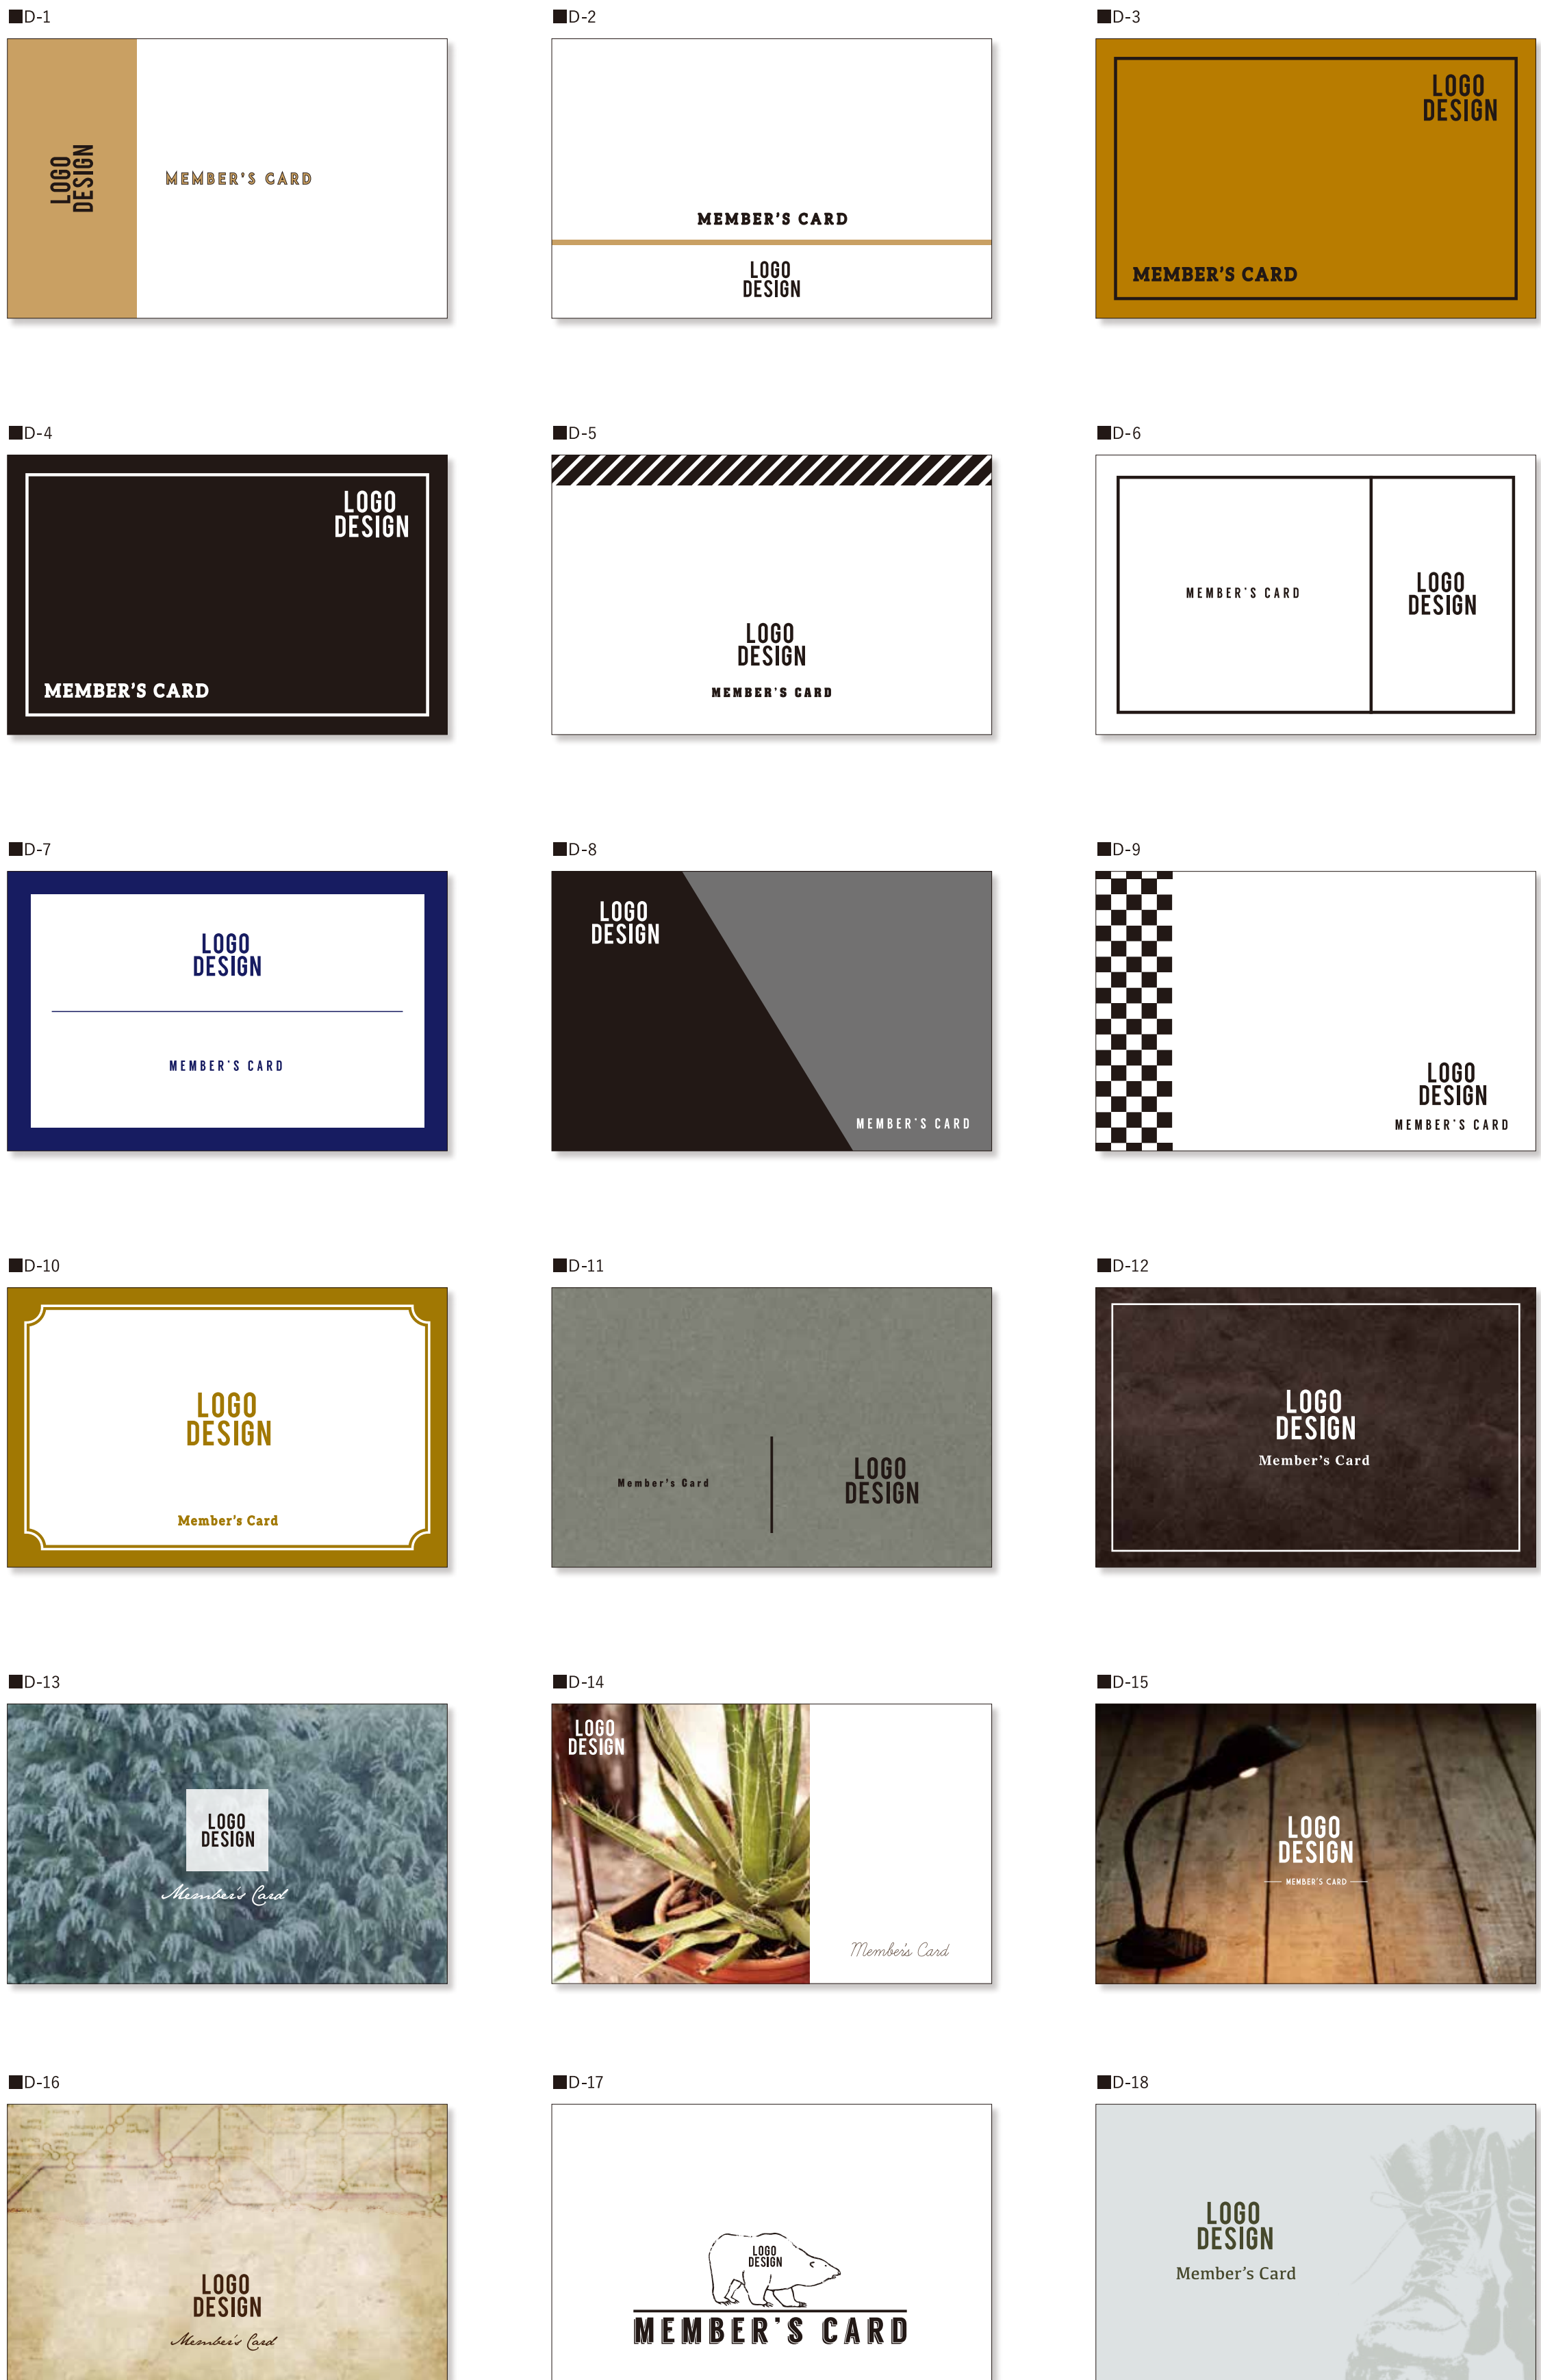 ■D-1
■D-2
■D-3
LOGO
DESIGN
MEMBER'S CARD
MEMBER'S CARD
LOGO
DESIGN
LOGO
DESIGN
MEMBER'S CARD
■D-4
■D-5
■D-6
LOGO
DESIGN
MEMBER'S CARD
LOGO
DESIGN
MEMBER'S CARD
MEMBER'S CARD
LOGO
DESIGN
■D-7
■D-8
■D-9
LOGO
DESIGN
MEMBER'S CARD
LOGO
DESIGN
MEMBER'S CARD
LOGO
DESIGN
MEMBER'S CARD
■D-10
■D-11
■D-12
LOGO
DESIGN
Member's Card
Member's Card
LOGO
DESIGN
LOGO
DESIGN
Member's Card
■D-13
■D-14
■D-15
LOGO
DESIGN
Member's Card
LOGO
DESIGN
Member's Card
LOGO
DESIGN
MEMBER'S CARD
■D-16
■D-17
■D-18
LOGO
DESIGN
Member's Card
LOGO
DESIGN
MEMBER'S CARD
LOGO
DESIGN
Member's Card